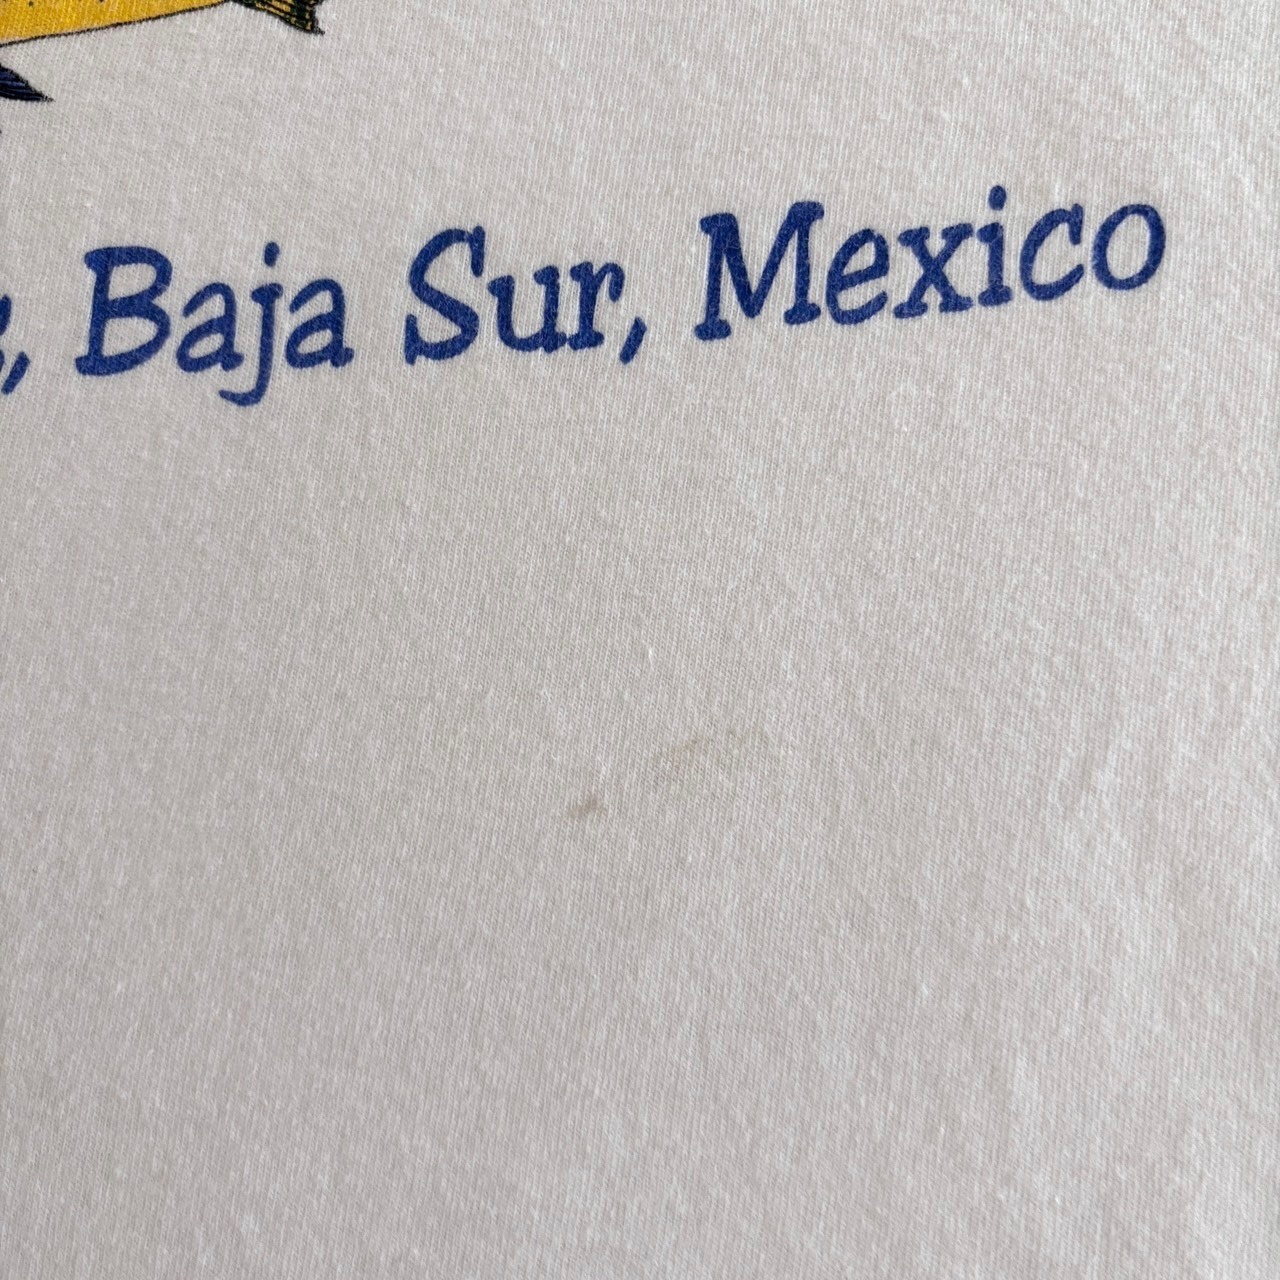 , Baja Sur, Mexico